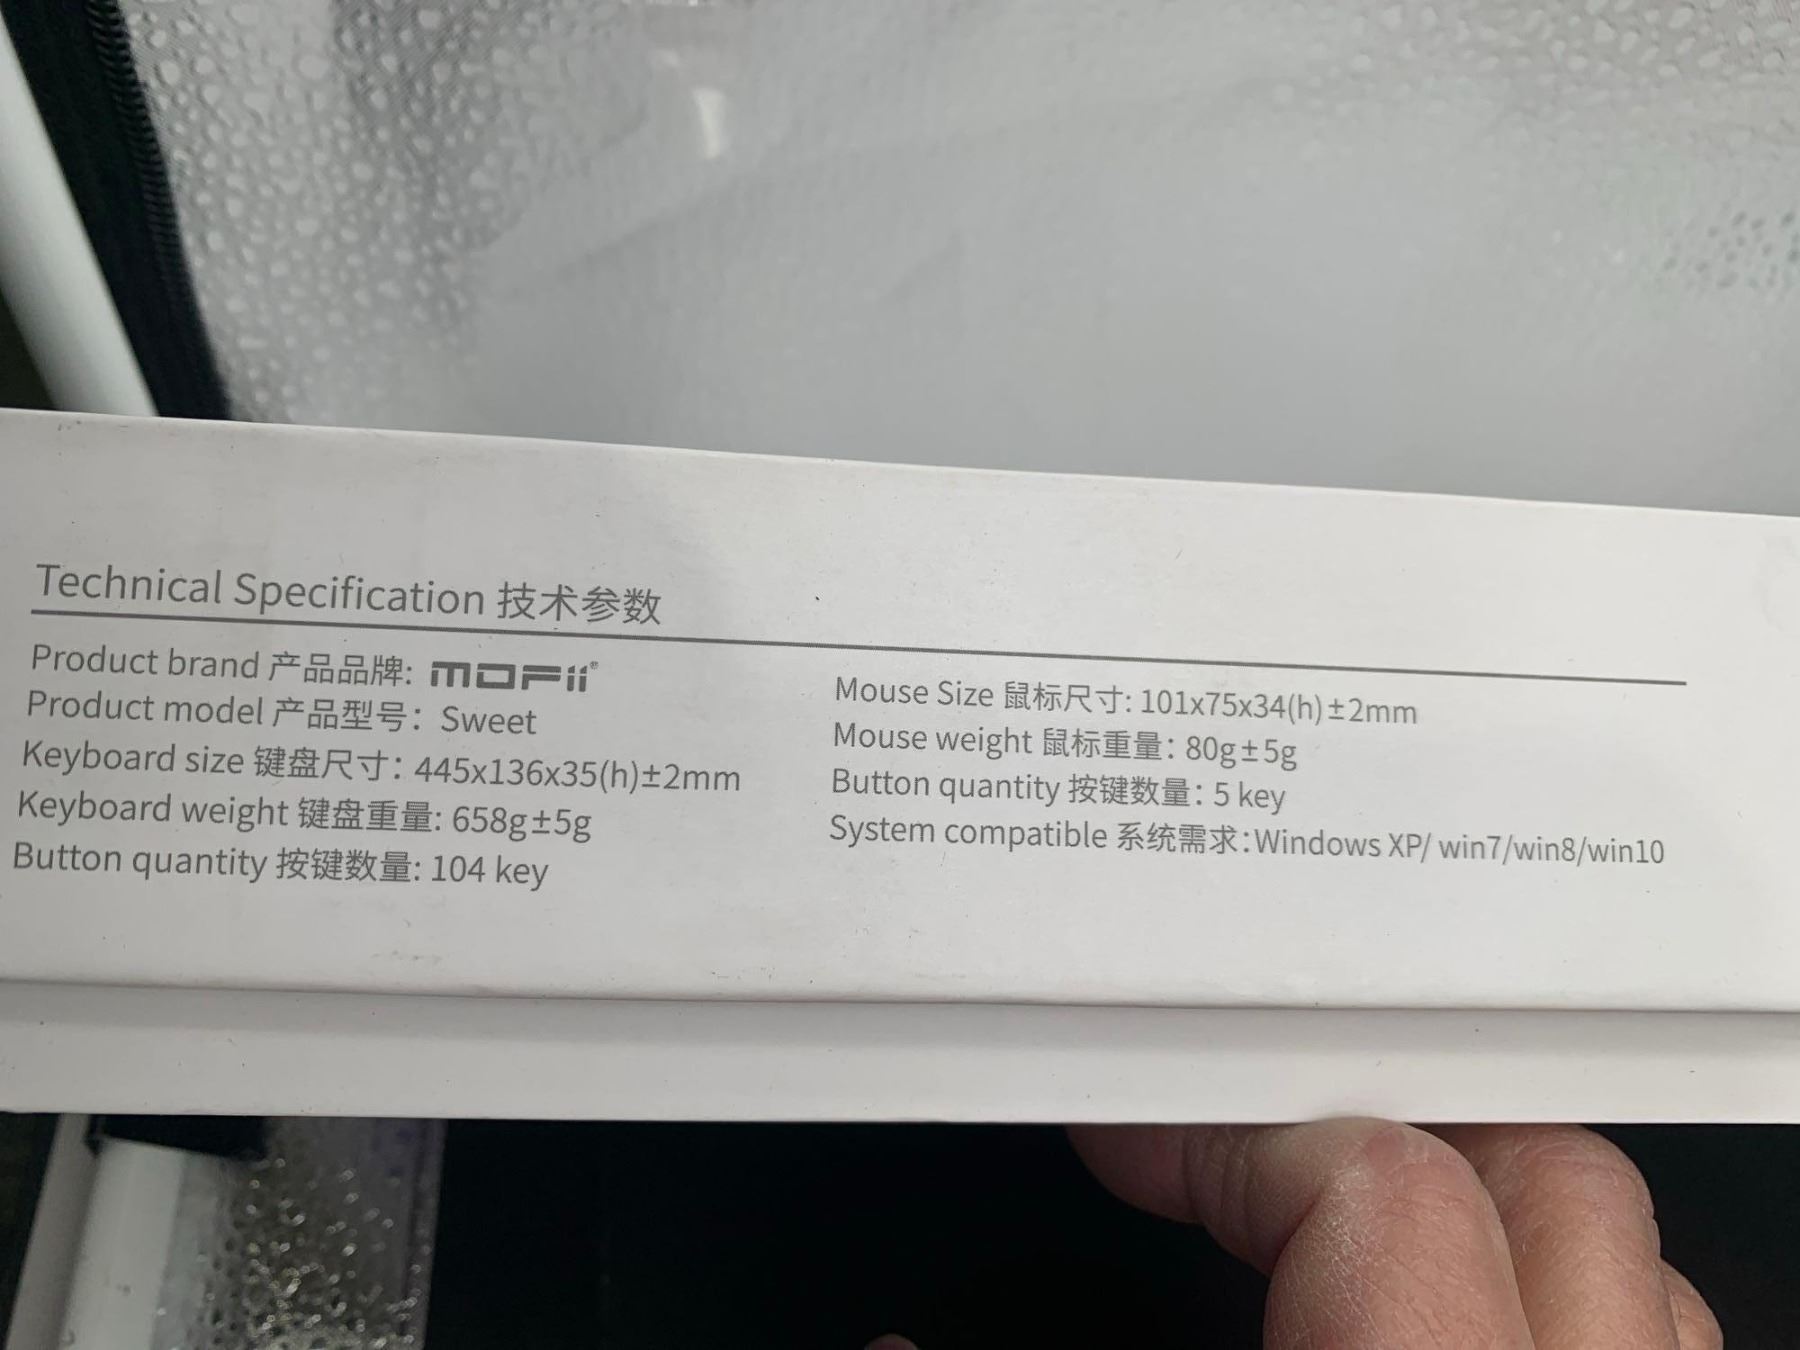 Technical Specification 技术参数
Product brand 产品品牌: MOFii®
Product model 产品型号: Sweet
Keyboard size 键盘尺寸: 445x136x35(h)±2mm
Keyboard weight 键盘重量: 658g±5g
Button quantity 按键数量: 104 key
Mouse Size 鼠标尺寸: 101x75x34(h)±2mm
Mouse weight 鼠标重量: 80g±5g
Button quantity 按键数量: 5 key
System compatible 系统需求:Windows XP/ win7/win8/win10